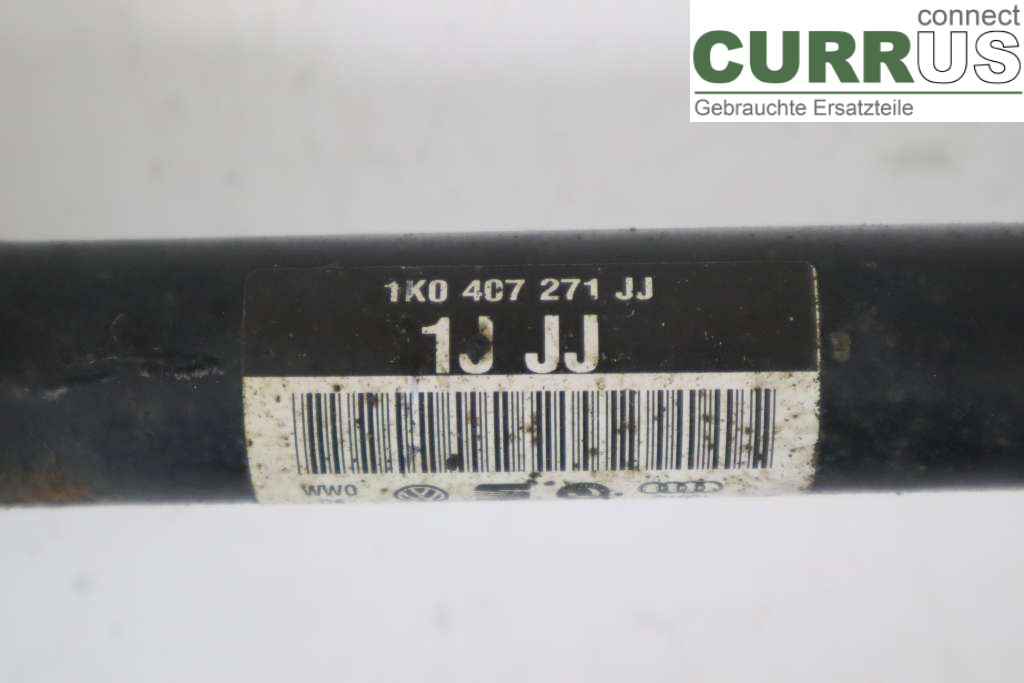 connect
CURRUS
Gebrauchte Ersatzteile
1K0 407 271 JJ
1J JJ
WW0